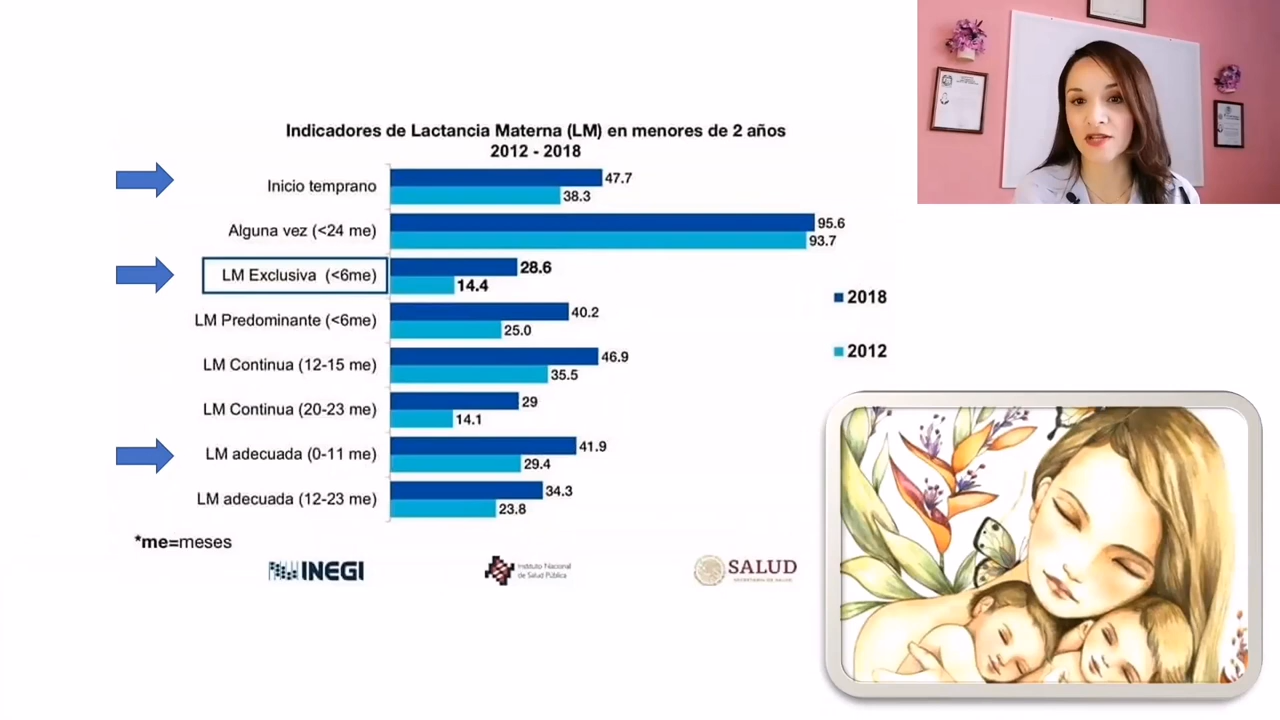 Indicadores de Lactancia Materna (LM) en menores de 2 años
2012 - 2018
Inicio temprano
47.7
38.3
Alguna vez (<24 me)
95.6
93.7
LM Exclusiva (<6me)
28.6
14.4
LM Predominante (<6me)
40.2
25.0
LM Continua (12-15 me)
46.9
35.5
LM Continua (20-23 me)
29
14.1
LM adecuada (0-11 me)
41.9
29.4
LM adecuada (12-23 me)
34.3
23.8
2018
2012
*me=meses
INEGI
Instituto Nacional
de Salud Pública
SALUD
SECRETARÍA DE SALUD